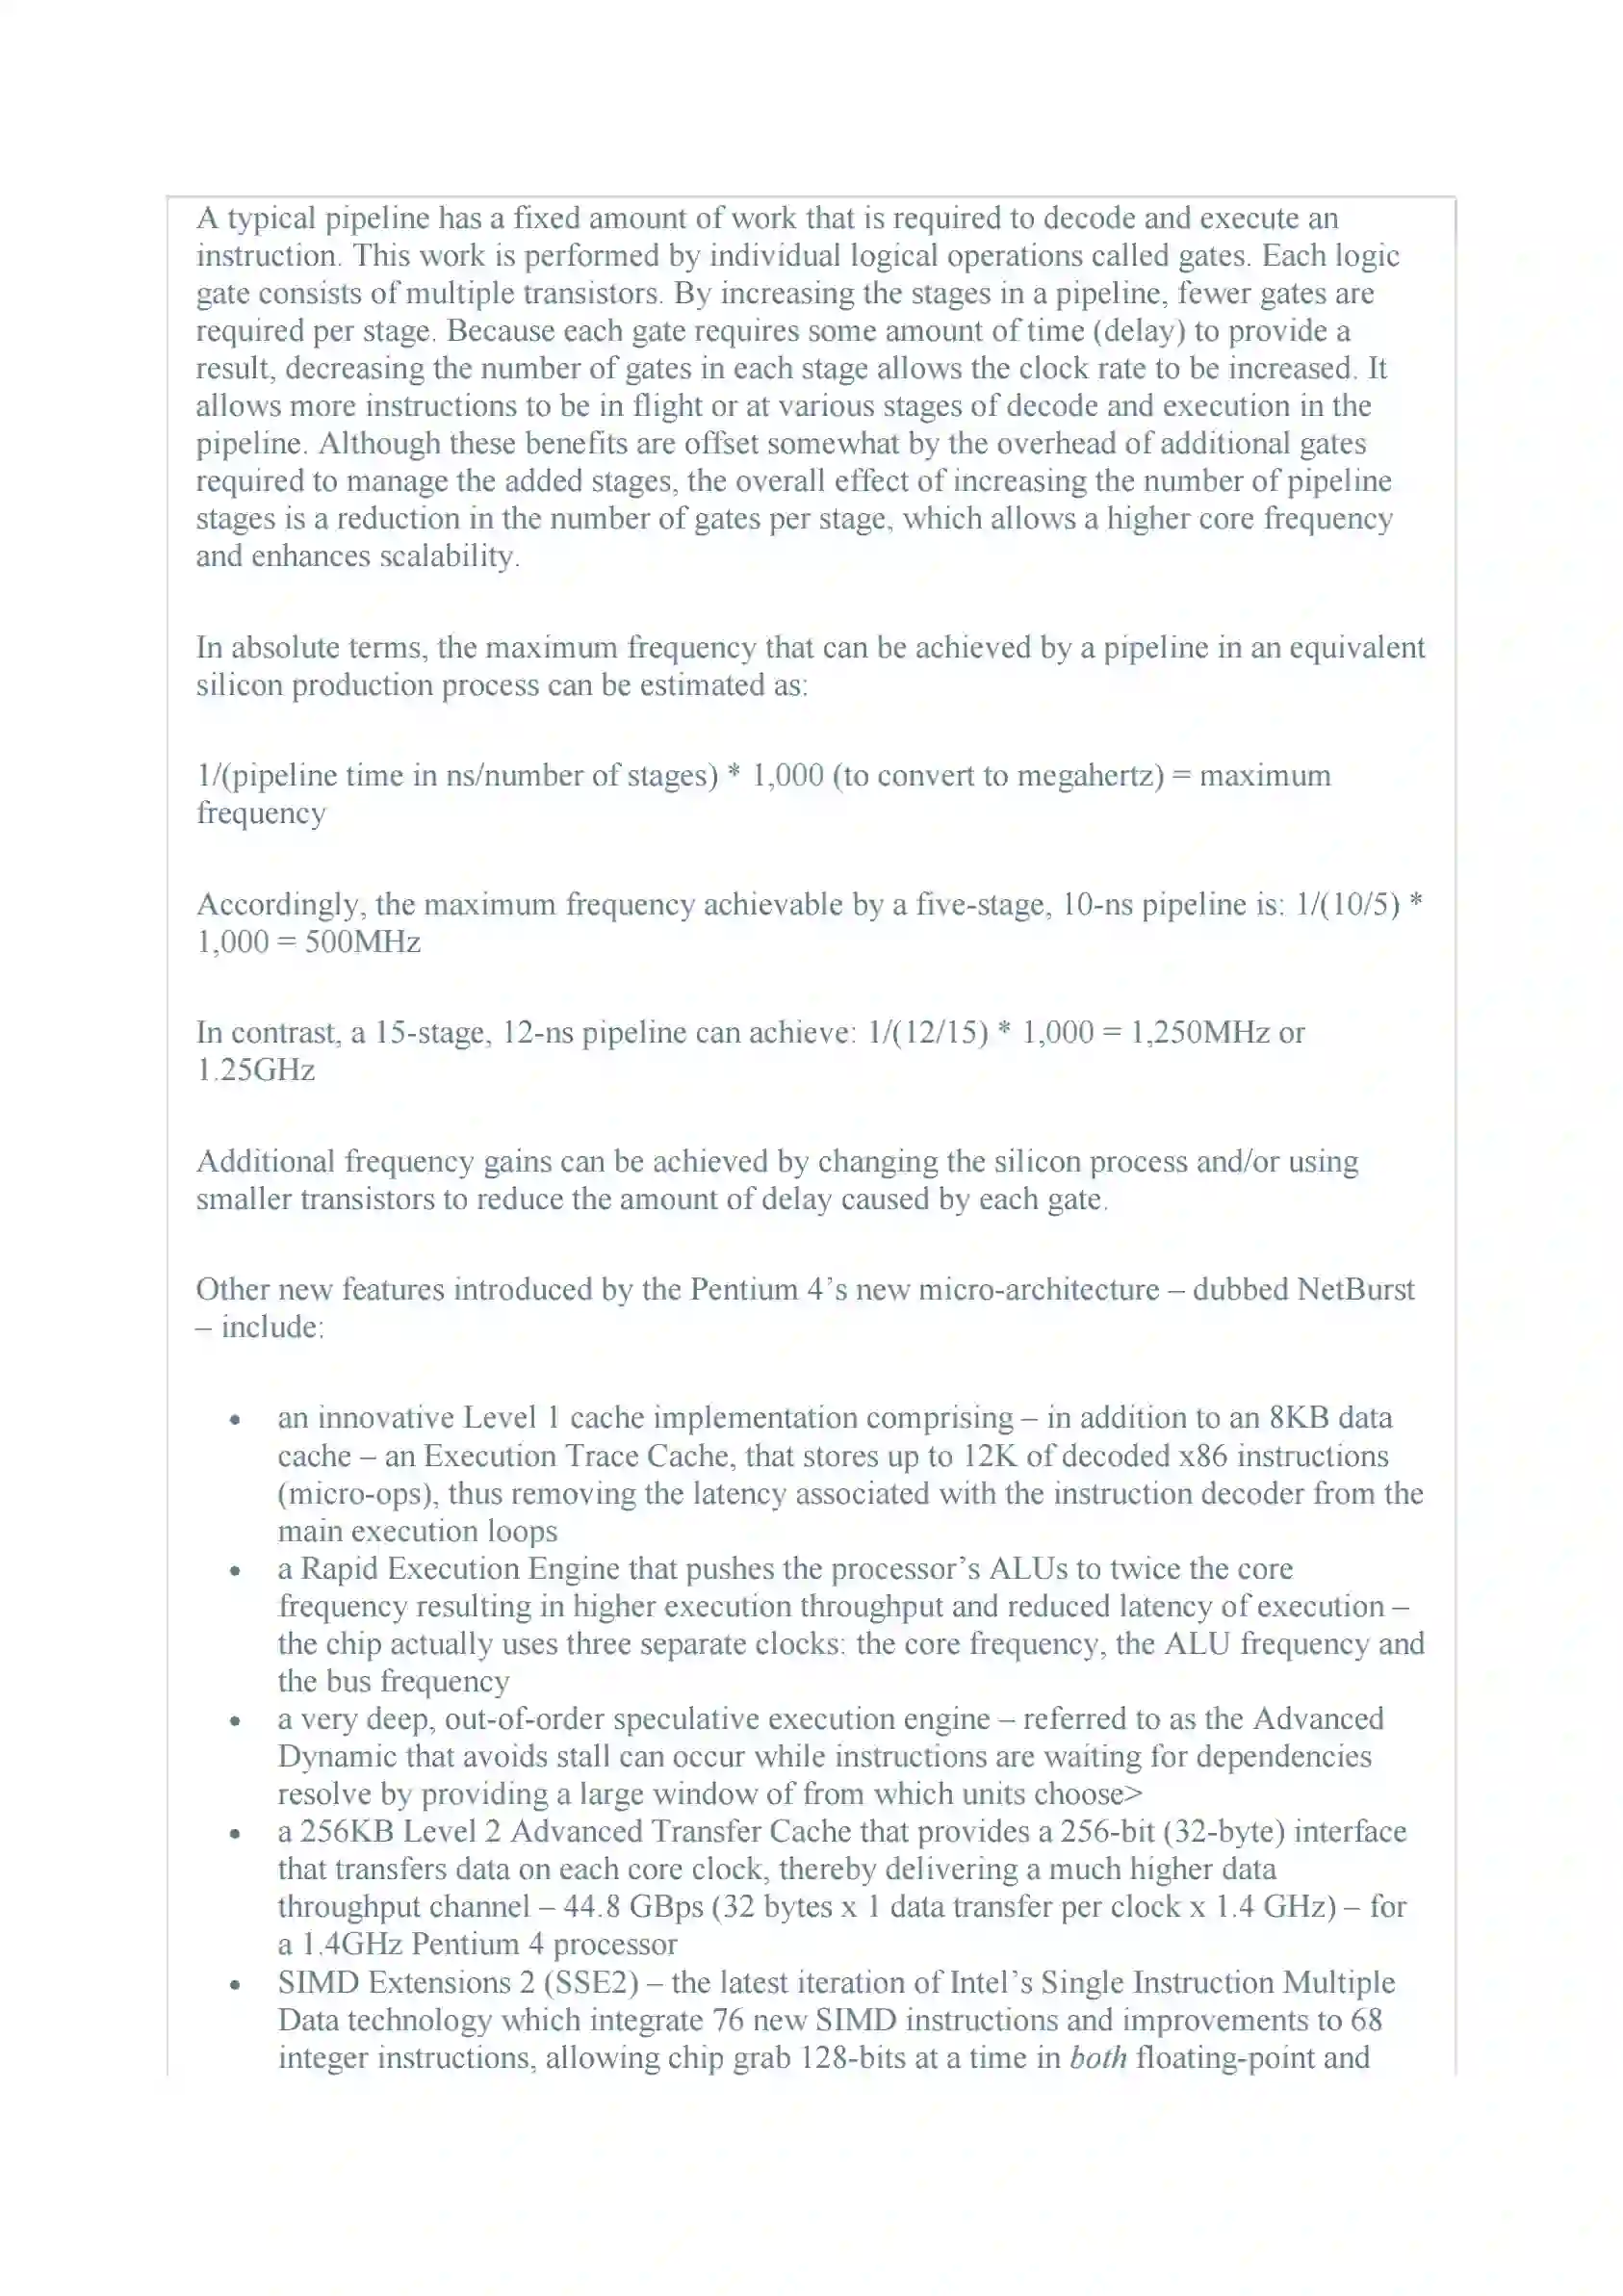 A typical pipeline has a fixed amount of work that is required to decode and execute an
instruction. This work is performed by individual logical operations called gates. Each logic
gate consists of multiple transistors. By increasing the stages in a pipeline, fewer gates are
required per stage. Because each gate requires some amount of time (delay) to provide a
result, decreasing the number of gates in each stage allows the clock rate to be increased. It
allows more instructions to be in flight or at various stages of decode and execution in the
pipeline. Although these benefits are offset somewhat by the overhead of additional gates
required to manage the added stages, the overall effect of increasing the number of pipeline
stages is a reduction in the number of gates per stage, which allows a higher core frequency
and enhances scalability.
In absolute terms, the maximum frequency that can be achieved by a pipeline in an equivalent
silicon production process can be estimated as:
1/(pipeline time in ns/number of stages) * 1,000 (to convert to megahertz) = maximum
frequency
Accordingly, the maximum frequency achievable by a five-stage, 10-ns pipeline is: 1/(10/5) *
1,000 = 500MHz
In contrast, a 15-stage, 12-ns pipeline can achieve: 1/(12/15) * 1,000 = 1,250MHz or
1.25GHz
Additional frequency gains can be achieved by changing the silicon process and/or using
smaller transistors to reduce the amount of delay caused by each gate.
Other new features introduced by the Pentium 4’s new micro-architecture – dubbed NetBurst
– include:
• an innovative Level 1 cache implementation comprising – in addition to an 8KB data
cache – an Execution Trace Cache, that stores up to 12K of decoded x86 instructions
(micro-ops), thus removing the latency associated with the instruction decoder from the
main execution loops
• a Rapid Execution Engine that pushes the processor’s ALUs to twice the core
frequency resulting in higher execution throughput and reduced latency of execution –
the chip actually uses three separate clocks: the core frequency, the ALU frequency and
the bus frequency
• a very deep, out-of-order speculative execution engine – referred to as the Advanced
Dynamic that avoids stall can occur while instructions are waiting for dependencies
resolve by providing a large window of from which units choose>
• a 256KB Level 2 Advanced Transfer Cache that provides a 256-bit (32-byte) interface
that transfers data on each core clock, thereby delivering a much higher data
throughput channel – 44.8 GBps (32 bytes x 1 data transfer per clock x 1.4 GHz) – for
a 1.4GHz Pentium 4 processor
• SIMD Extensions 2 (SSE2) – the latest iteration of Intel’s Single Instruction Multiple
Data technology which integrate 76 new SIMD instructions and improvements to 68
integer instructions, allowing chip grab 128-bits at a time in both floating-point and